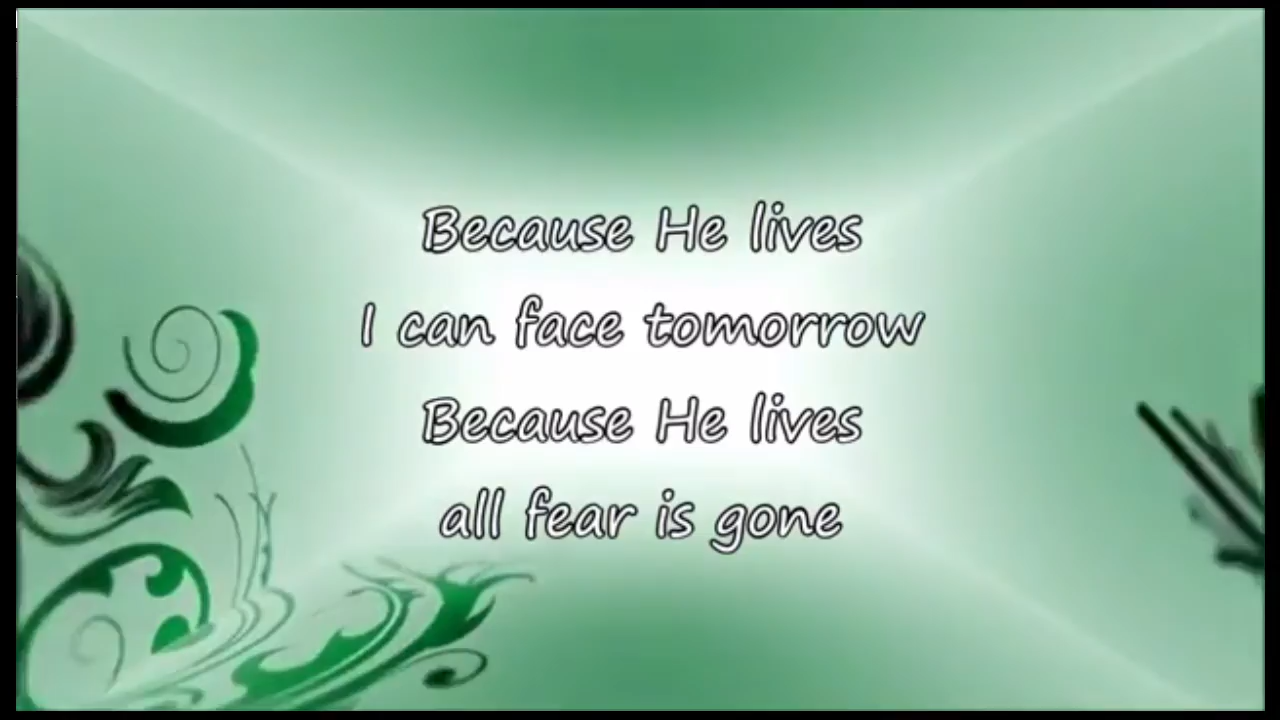 Because He lives
I can face tomorrow
Because He lives
all fear is gone